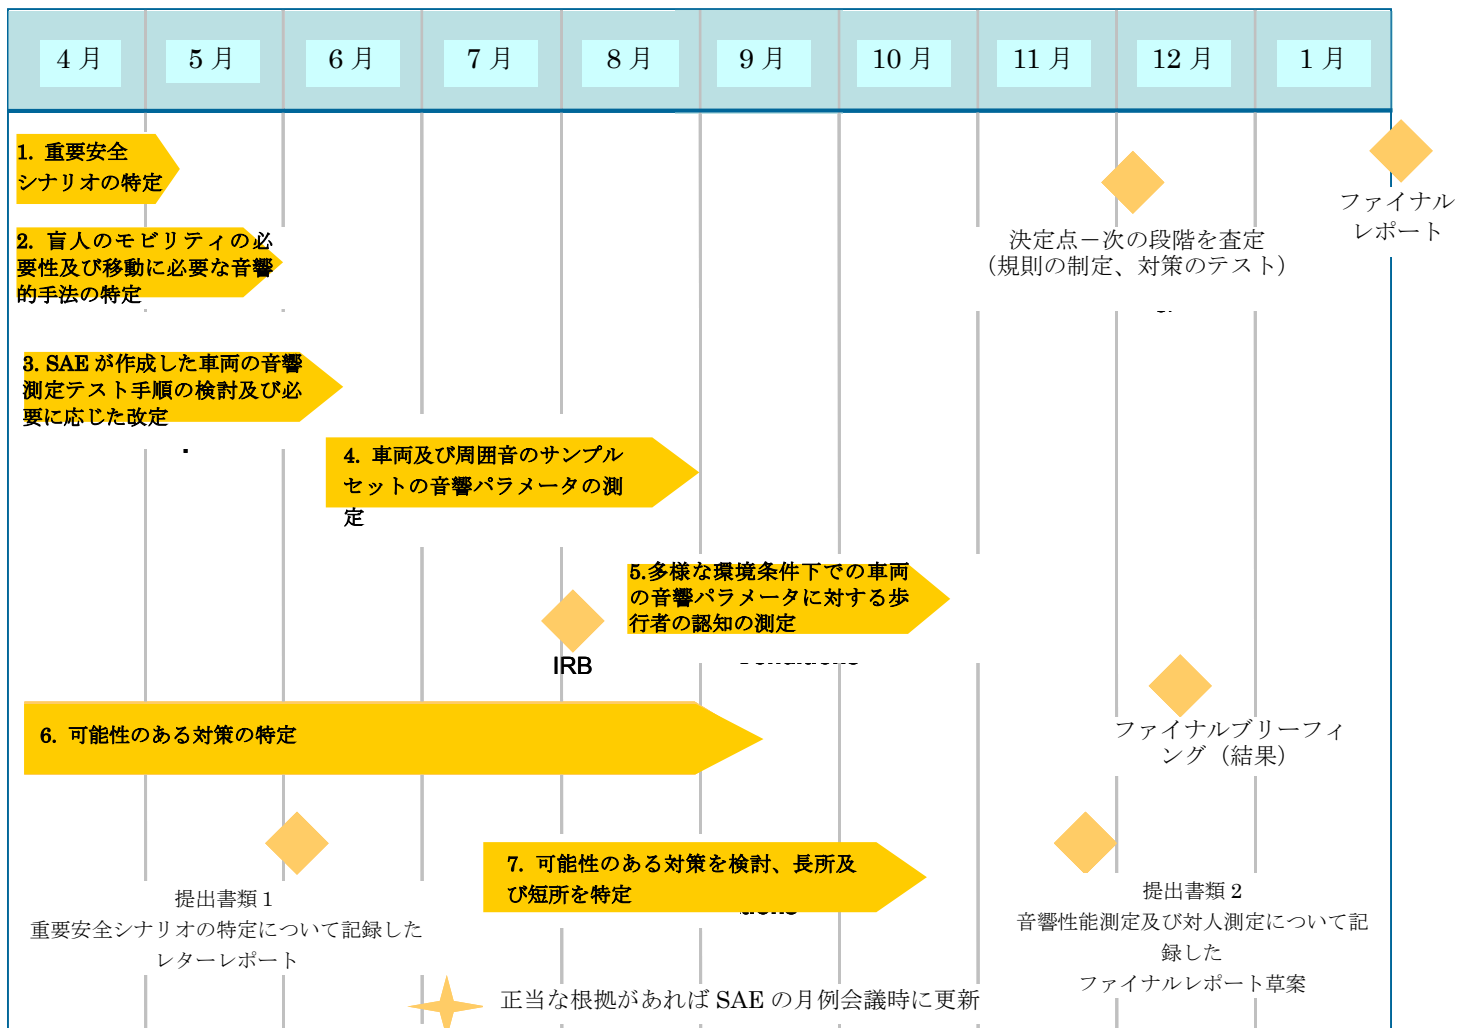 4 月
5 月
6 月
7 月
8 月
9 月
10 月
11 月
12 月
1 月
1. 重要安全
シナリオの特定
2. 盲人のモビリティの必
要性及び移動に必要な音響
的手法の特定
決定点－次の段階を査定
（規則の制定、対策のテスト）
ファイナル
レポート
3. SAE が作成した車両の音響
測定テスト手順の検討及び必
要に応じた改定
4. 車両及び周囲音のサンプル
セットの音響パラメータの測
定
5.多様な環境条件下での車両
の音響パラメータに対する歩
行者の認知の測定
IRB
6. 可能性のある対策の特定
ファイナルブリーフィ
ング（結果）
7. 可能性のある対策を検討、長所及
び短所を特定
提出書類 1
重要安全シナリオの特定について記録した
レターレポート
提出書類 2
音響性能測定及び対人測定について記
録した
ファイナルレポート草案
正当な根拠があれば SAE の月例会議時に更新